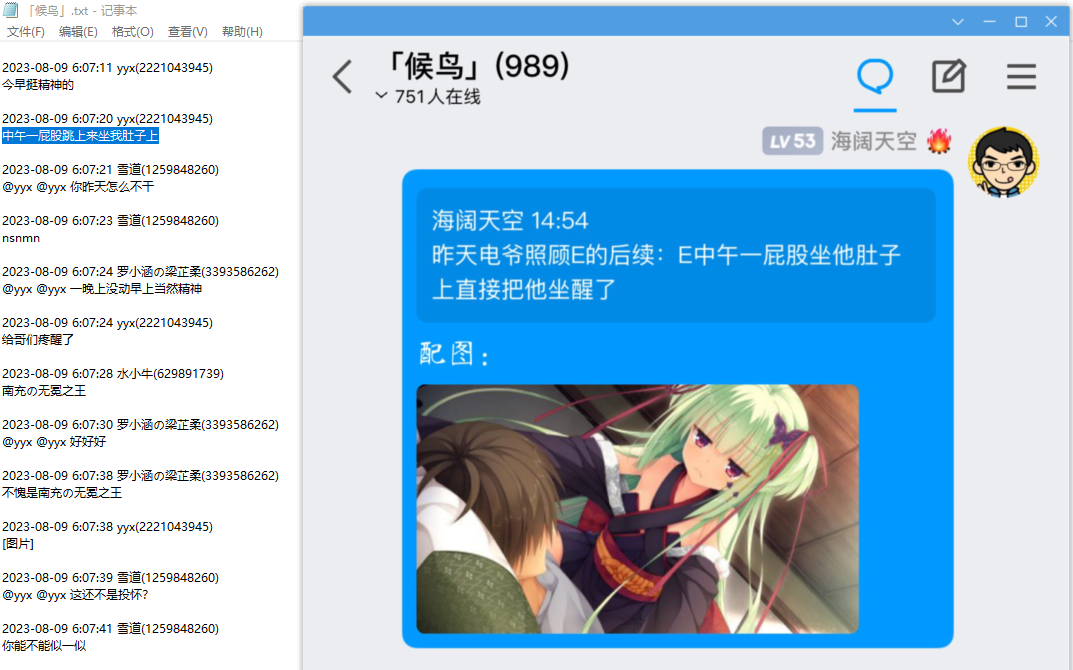 「候鸟」.txt - 记事本
文件(F) 编辑(E) 格式(O) 查看(V) 帮助(H)
2023-08-09 6:07:11 yyx(2221043945)
今早挺精神的
2023-08-09 6:07:20 yyx(2221043945)
中午一屁股跳上来坐我肚子上
2023-08-09 6:07:21 雪道(1259848260)
@yyx @yyx 你昨天怎么不干
2023-08-09 6:07:23 雪道(1259848260)
nsnmn
2023-08-09 6:07:24 罗小涵の梁芷柔(3393586262)
@yyx @yyx 一晚上没动早上当然精神
2023-08-09 6:07:24 yyx(2221043945)
给哥们疼醒了
2023-08-09 6:07:28 水小牛(629891739)
南充の无冕之王
2023-08-09 6:07:30 罗小涵の梁芷柔(3393586262)
@yyx @yyx 好好好
2023-08-09 6:07:38 罗小涵の梁芷柔(3393586262)
不愧是南充の无冕之王
2023-08-09 6:07:38 yyx(2221043945)
[图片]
2023-08-09 6:07:39 雪道(1259848260)
@yyx @yyx 这还不是投怀?
2023-08-09 6:07:41 雪道(1259848260)
你能不能似一似
「候鸟」(989)
751人在线
LV 53 海阔天空
海阔天空 14:54
昨天电爷照顾E的后续：E中午一屁股坐他肚子
上直接把他坐醒了
配图：